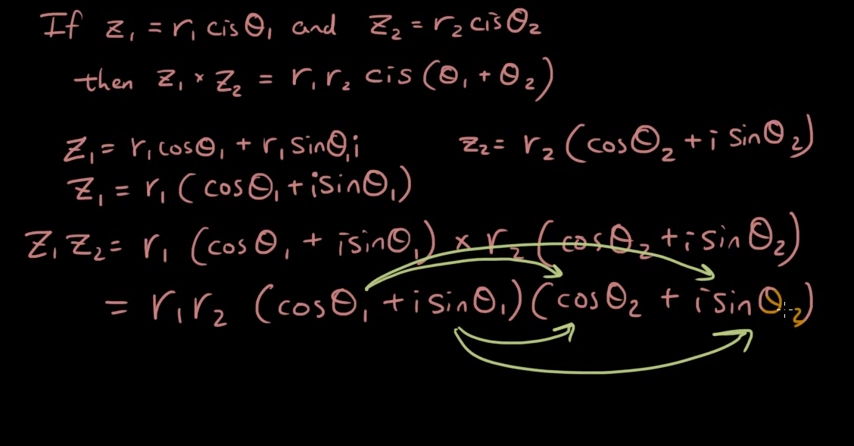 If z₁ = r₁ cisθ₁ and z₂ = r₂ cisθ₂
then z₁ × z₂ = r₁ r₂ cis (θ₁ + θ₂)
z₁ = r₁ cosθ₁ + r₁ sinθ₁ i
z₂ = r₂ (cosθ₂ + i sinθ₂)
z₁ = r₁ (cosθ₁ + i sinθ₁)
z₁ z₂ = r₁ (cosθ₁ + i sinθ₁) × r₂ (cosθ₂ + i sinθ₂)
= r₁ r₂ (cosθ₁ + i sinθ₁)(cosθ₂ + i sinθ₂)